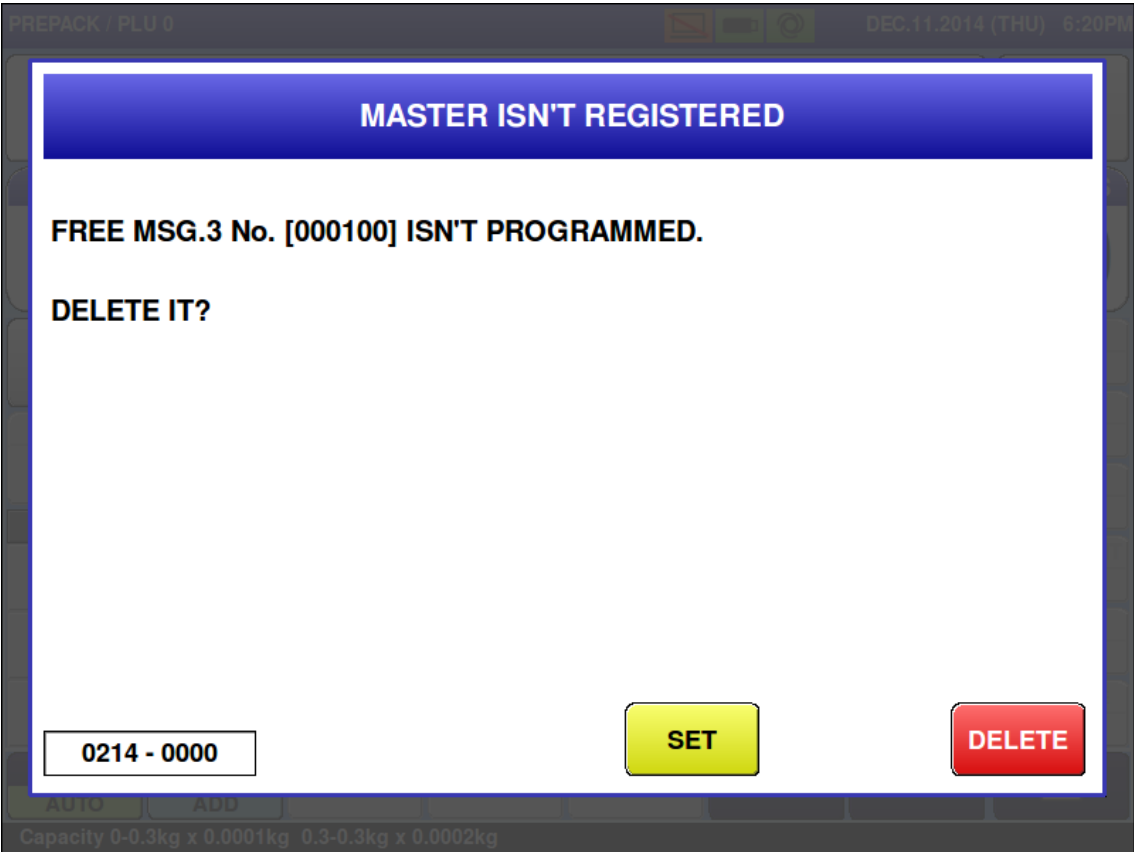 PREPACK / PLU 0
DEC.11.2014 (THU) 6:20PM
MASTER ISN'T REGISTERED
FREE MSG.3 No. [000100] ISN'T PROGRAMMED.
DELETE IT?
0214 - 0000
SET
DELETE
AUTO
ADD
Capacity 0-0.3kg x 0.0001kg 0.3-0.3kg x 0.0002kg